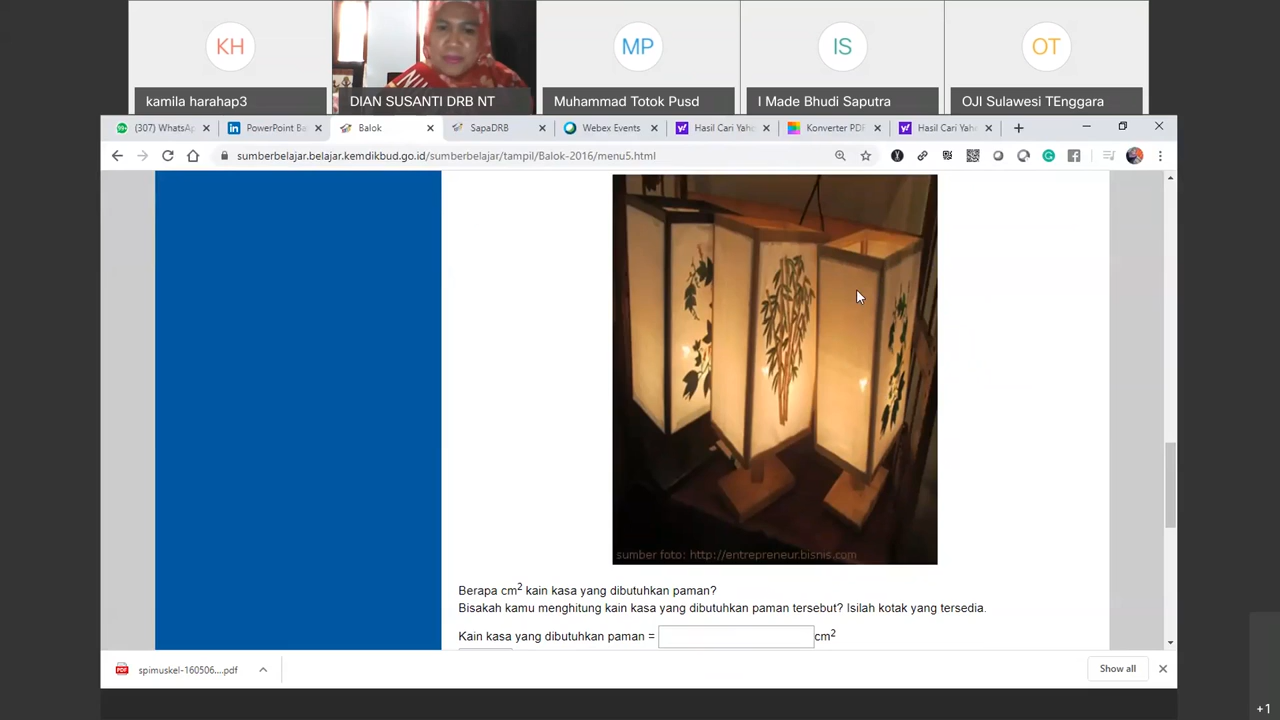 KH
MP
IS
OT
kamila harahap3
DIAN SUSANTI DRB NT
Muhammad Totok Pusd
I Made Bhudi Saputra
OJI Sulawesi TEnggara
(307) WhatsAp
PowerPoint Ba
Balok
SapaDRB
Webex Events
Hasil Cari Yaho
Konverter PDF
Hasil Cari Yaho
sumberbelajar.belajar.kemdikbud.go.id/sumberbelajar/tampil/Balok-2016/menu5.html
sumber foto: http://entrepreneur.bisnis.com
Berapa cm² kain kasa yang dibutuhkan paman?
Bisakah kamu menghitung kain kasa yang dibutuhkan paman tersebut? Isilah kotak yang tersedia.
Kain kasa yang dibutuhkan paman = cm²
spimuskel-160506....pdf
Show all
+1